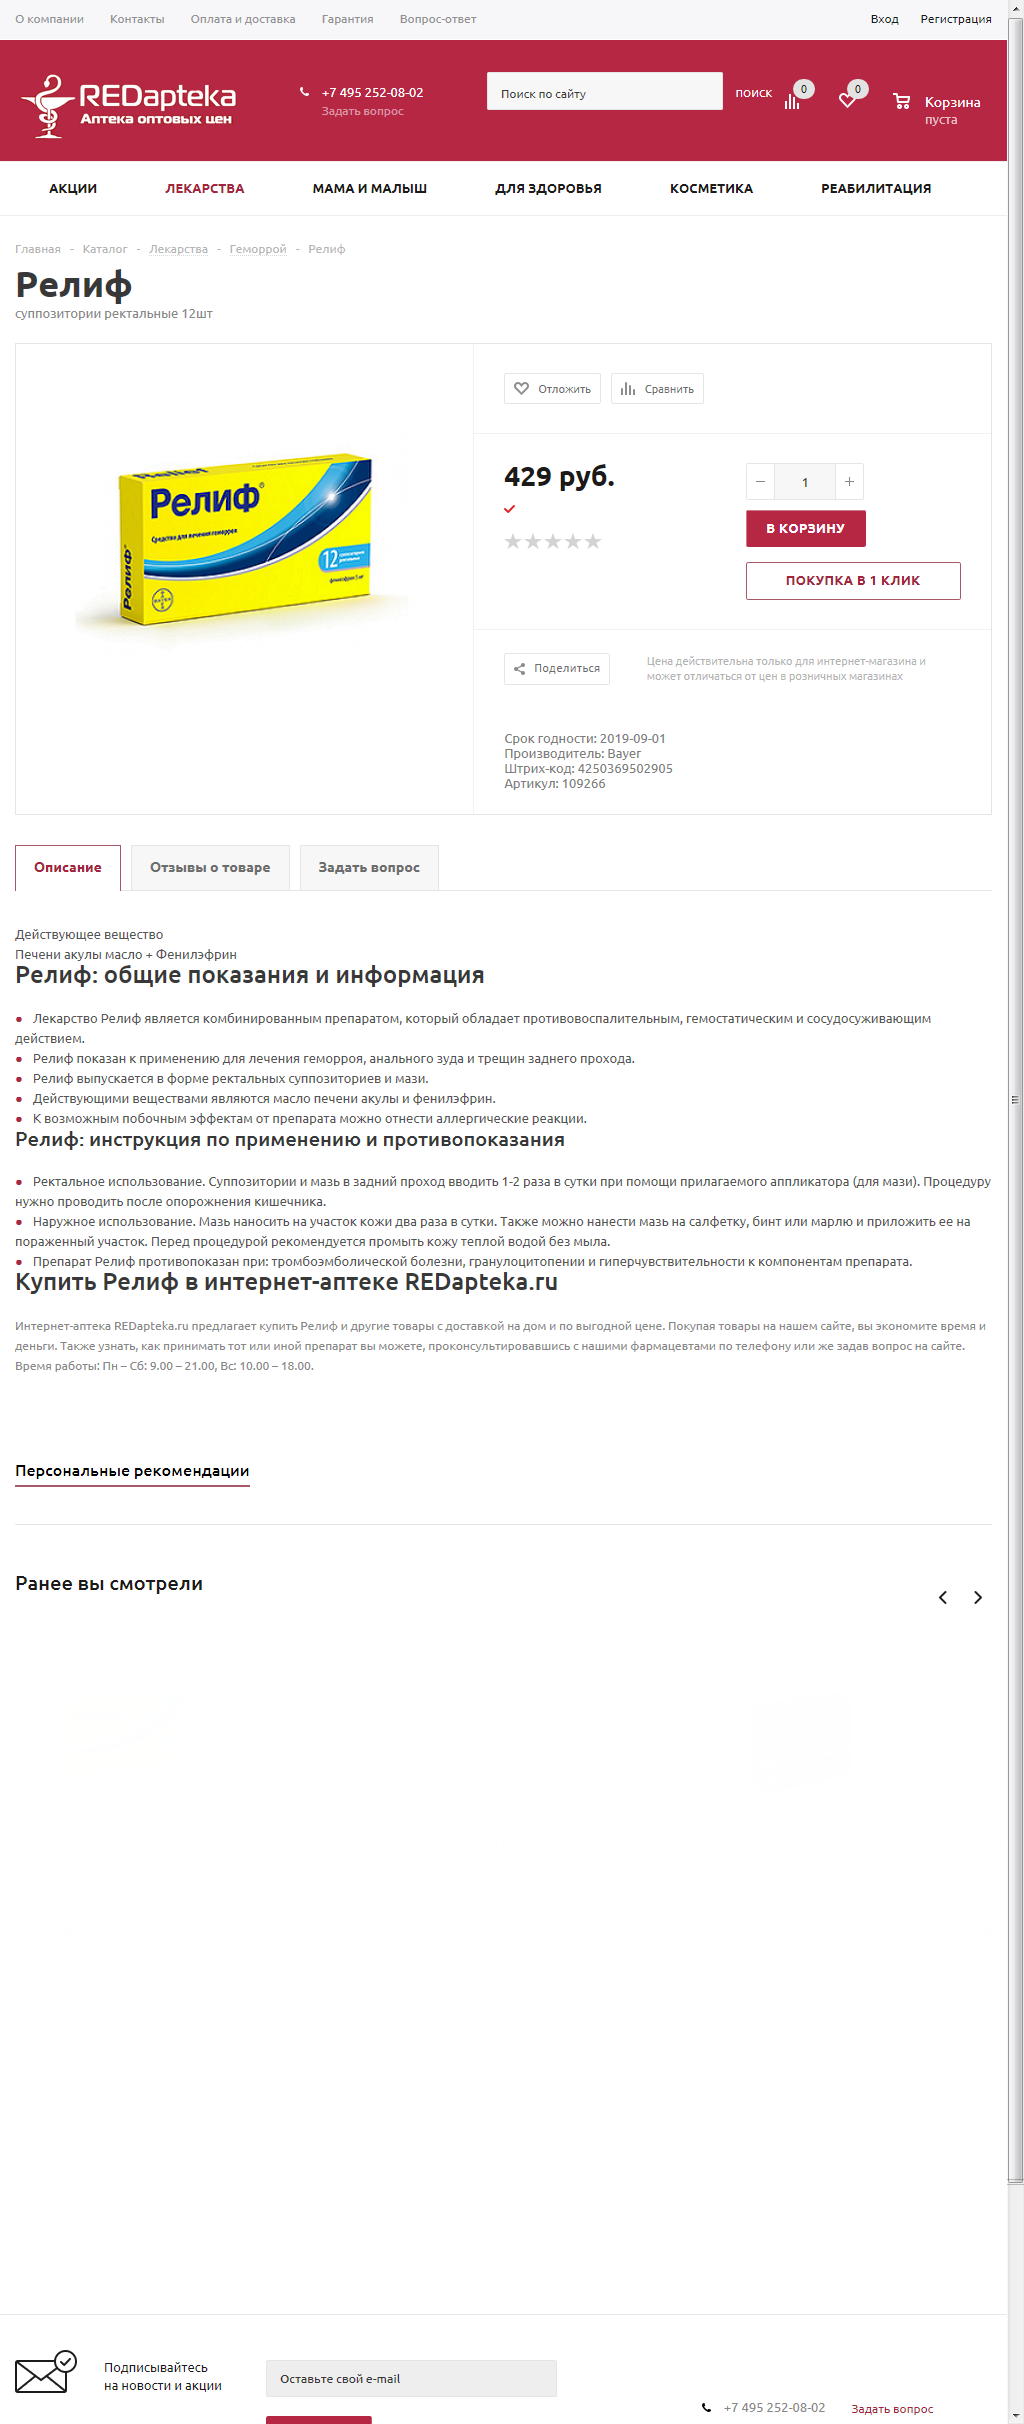 О компании Контакты Оплата и доставка Гарантия Вопрос-ответ Вход Регистрация
REDapteka
Аптека оптовых цен
+7 495 252-08-02
Задать вопрос
Поиск по сайту
поиск
0
0
Корзина
пуста
АКЦИИ ЛЕКАРСТВА МАМА И МАЛЫШ ДЛЯ ЗДОРОВЬЯ КОСМЕТИКА РЕАБИЛИТАЦИЯ
Главная - Каталог - Лекарства - Геморрой - Релиф
Релиф
суппозитории ректальные 12шт
Relief
Релиф®
Средство для лечения геморроя
12
Релиф
Отложить Сравнить
429 руб.
− 1 +
В КОРЗИНУ
ПОКУПКА В 1 КЛИК
Поделиться
Цена действительна только для интернет-магазина и
может отличаться от цен в розничных магазинах
Срок годности: 2019-09-01
Производитель: Bayer
Штрих-код: 4250369502905
Артикул: 109266
Описание Отзывы о товаре Задать вопрос
Действующее вещество
Печени акулы масло + Фенилэфрин
Релиф: общие показания и информация
Лекарство Релиф является комбинированным препаратом, который обладает противовоспалительным, гемостатическим и сосудосуживающим
действием.
Релиф показан к применению для лечения геморроя, анального зуда и трещин заднего прохода.
Релиф выпускается в форме ректальных суппозиториев и мази.
Действующими веществами являются масло печени акулы и фенилэфрин.
К возможным побочным эффектам от препарата можно отнести аллергические реакции.
Релиф: инструкция по применению и противопоказания
Ректальное использование. Суппозитории и мазь в задний проход вводить 1-2 раза в сутки при помощи прилагаемого аппликатора (для мази). Процедуру
нужно проводить после опорожнения кишечника.
Наружное использование. Мазь наносить на участок кожи два раза в сутки. Также можно нанести мазь на салфетку, бинт или марлю и приложить ее на
пораженный участок. Перед процедурой рекомендуется промыть кожу теплой водой без мыла.
Препарат Релиф противопоказан при: тромбоэмболической болезни, гранулоцитопении и гиперчувствительности к компонентам препарата.
Купить Релиф в интернет-аптеке REDapteka.ru
Интернет-аптека REDapteka.ru предлагает купить Релиф и другие товары с доставкой на дом и по выгодной цене. Покупая товары на нашем сайте, вы экономите время и
деньги. Также узнать, как принимать тот или иной препарат вы можете, проконсультировавшись с нашими фармацевтами по телефону или же задав вопрос на сайте.
Время работы: Пн – Сб: 9.00 – 21.00, Вс: 10.00 – 18.00.
Персональные рекомендации
Ранее вы смотрели
Подписывайтесь
на новости и акции
Оставьте свой e-mail
+7 495 252-08-02 Задать вопрос